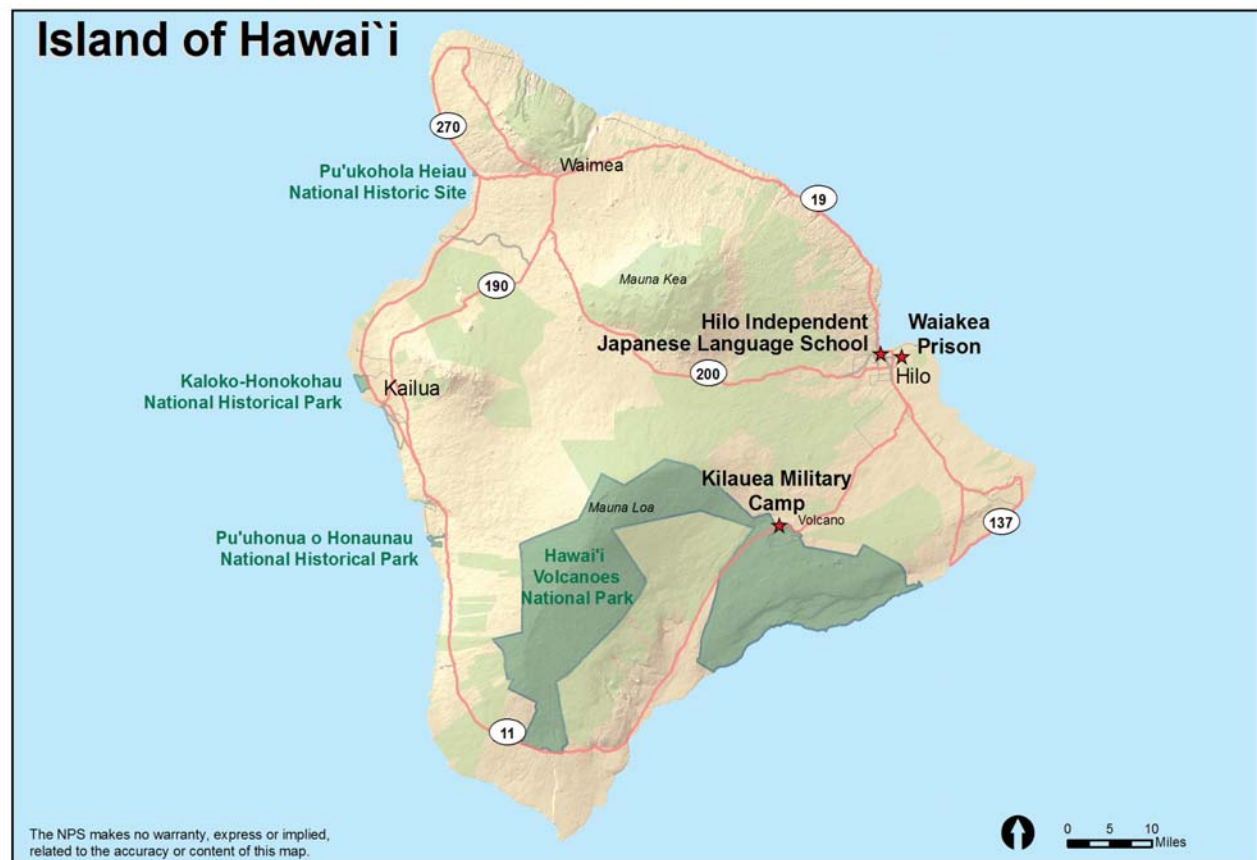 Island of Hawai`i
270
Waimea
Pu'ukohola Heiau
National Historic Site
19
Mauna Kea
190
Hilo Independent
Japanese Language School
Waiakea
Prison
200
Hilo
Kaloko-Honokohau
National Historical Park
Kailua
Kilauea Military
Camp
Volcano
Mauna Loa
137
Pu'uhonua o Honaunau
National Historical Park
Hawai'i
Volcanoes
National Park
11
The NPS makes no warranty, express or implied,
related to the accuracy or content of this map.
0 5 10
Miles